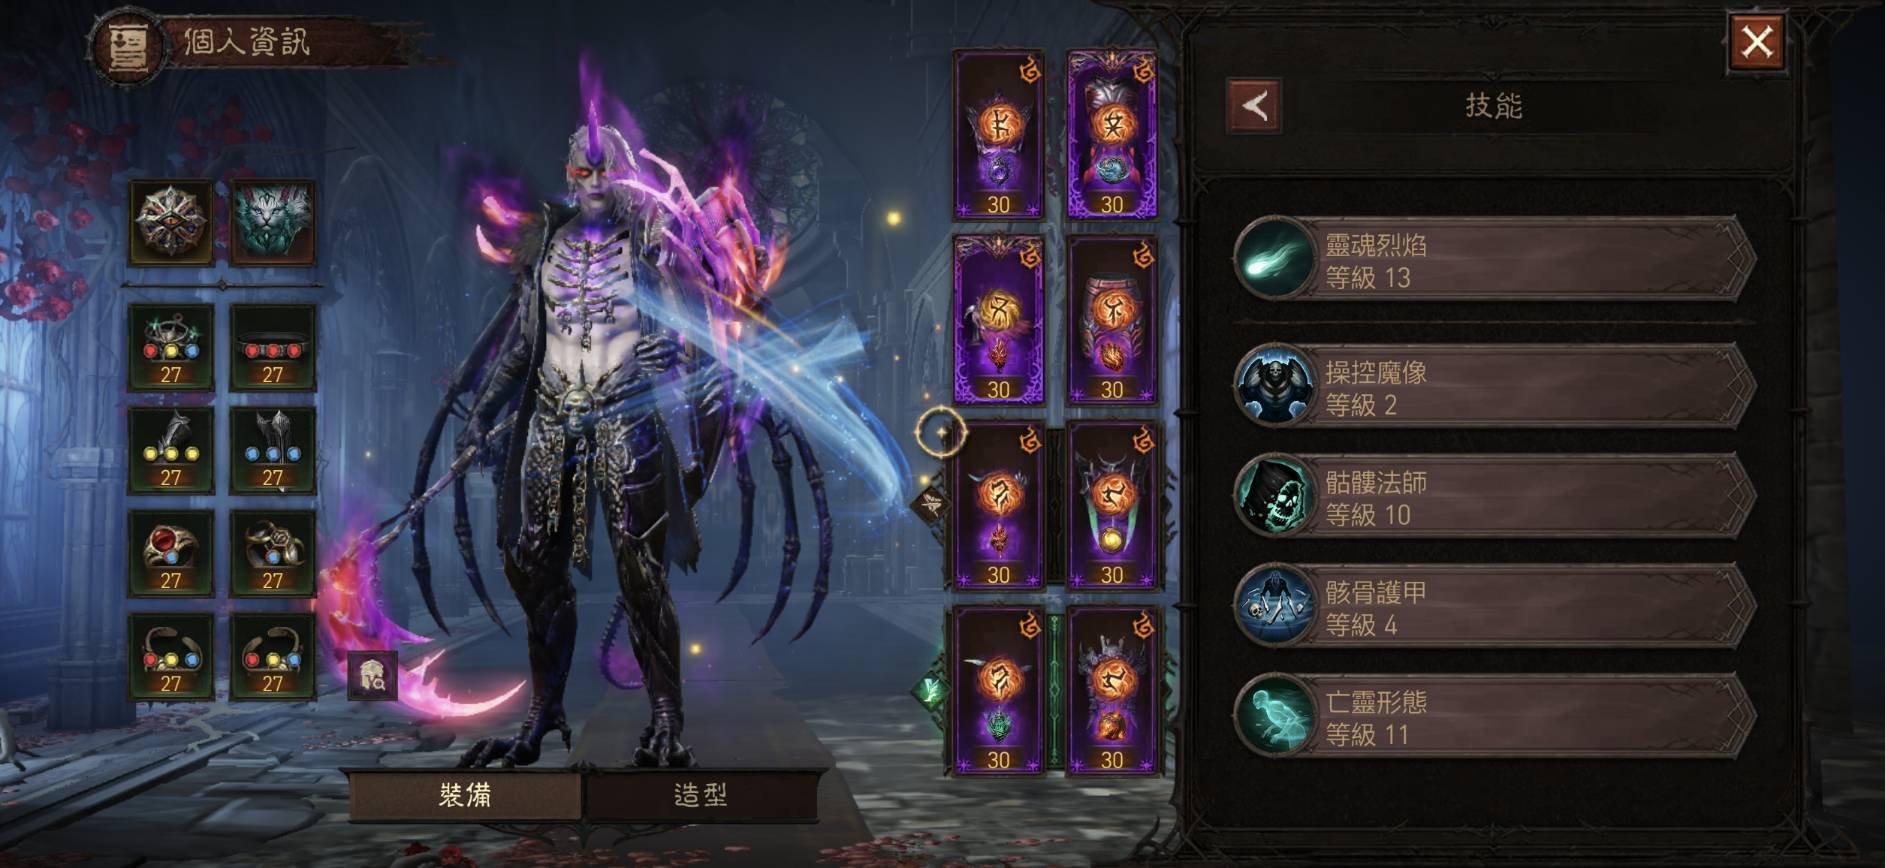 個人資訊
技能
27
27
27
27
27
27
27
27
30
30
30
30
30
30
30
30
靈魂烈焰
等級 13
操控魔像
等級 2
骷髏法師
等級 10
骸骨護甲
等級 4
亡靈形態
等級 11
裝備
造型